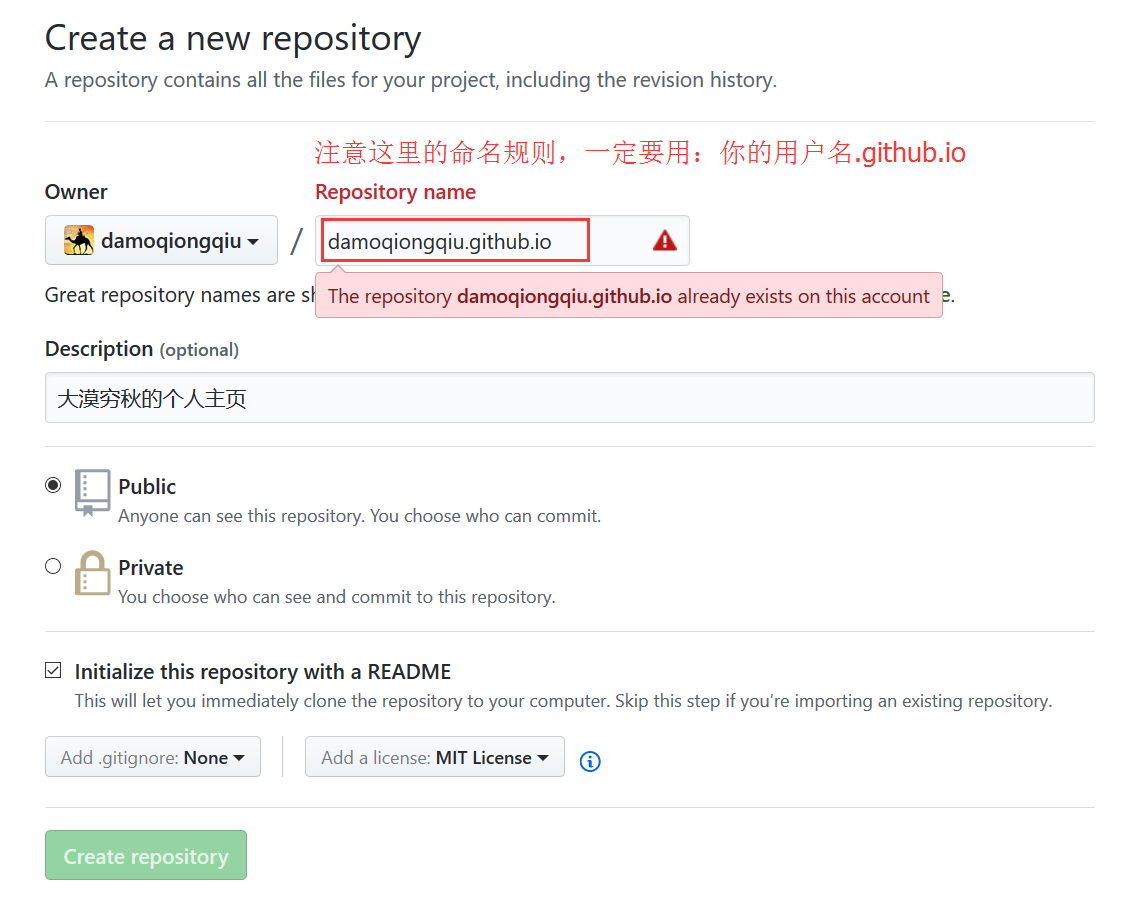 Create a new repository
A repository contains all the files for your project, including the revision history.
注意这里的命名规则，一定要用：你的用户名.github.io
Owner
Repository name
damoqiongqiu
/
damoqiongqiu.github.io
Great repository names are sh
The repository damoqiongqiu.github.io already exists on this account
e.
Description (optional)
大漠穷秋的个人主页
Public
Anyone can see this repository. You choose who can commit.
Private
You choose who can see and commit to this repository.
Initialize this repository with a README
This will let you immediately clone the repository to your computer. Skip this step if you’re importing an existing repository.
Add .gitignore: None
Add a license: MIT License
Create repository